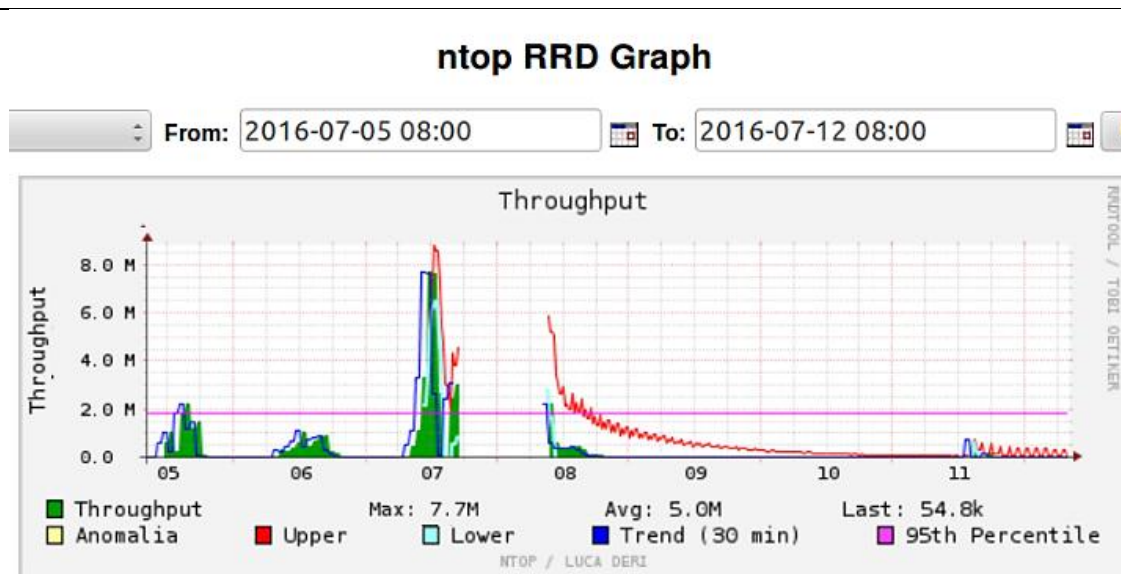 ntop RRD Graph
From: 2016-07-05 08:00 To: 2016-07-12 08:00
Throughput
RRDTOOL / TOBI OETIKER
Throughput
8.0 M
6.0 M
4.0 M
2.0 M
0.0
05 06 07 08 09 10 11
Throughput Max: 7.7M Avg: 5.0M Last: 54.8k
Anomalia Upper Lower Trend (30 min) 95th Percentile
NTOP / LUCA DERI